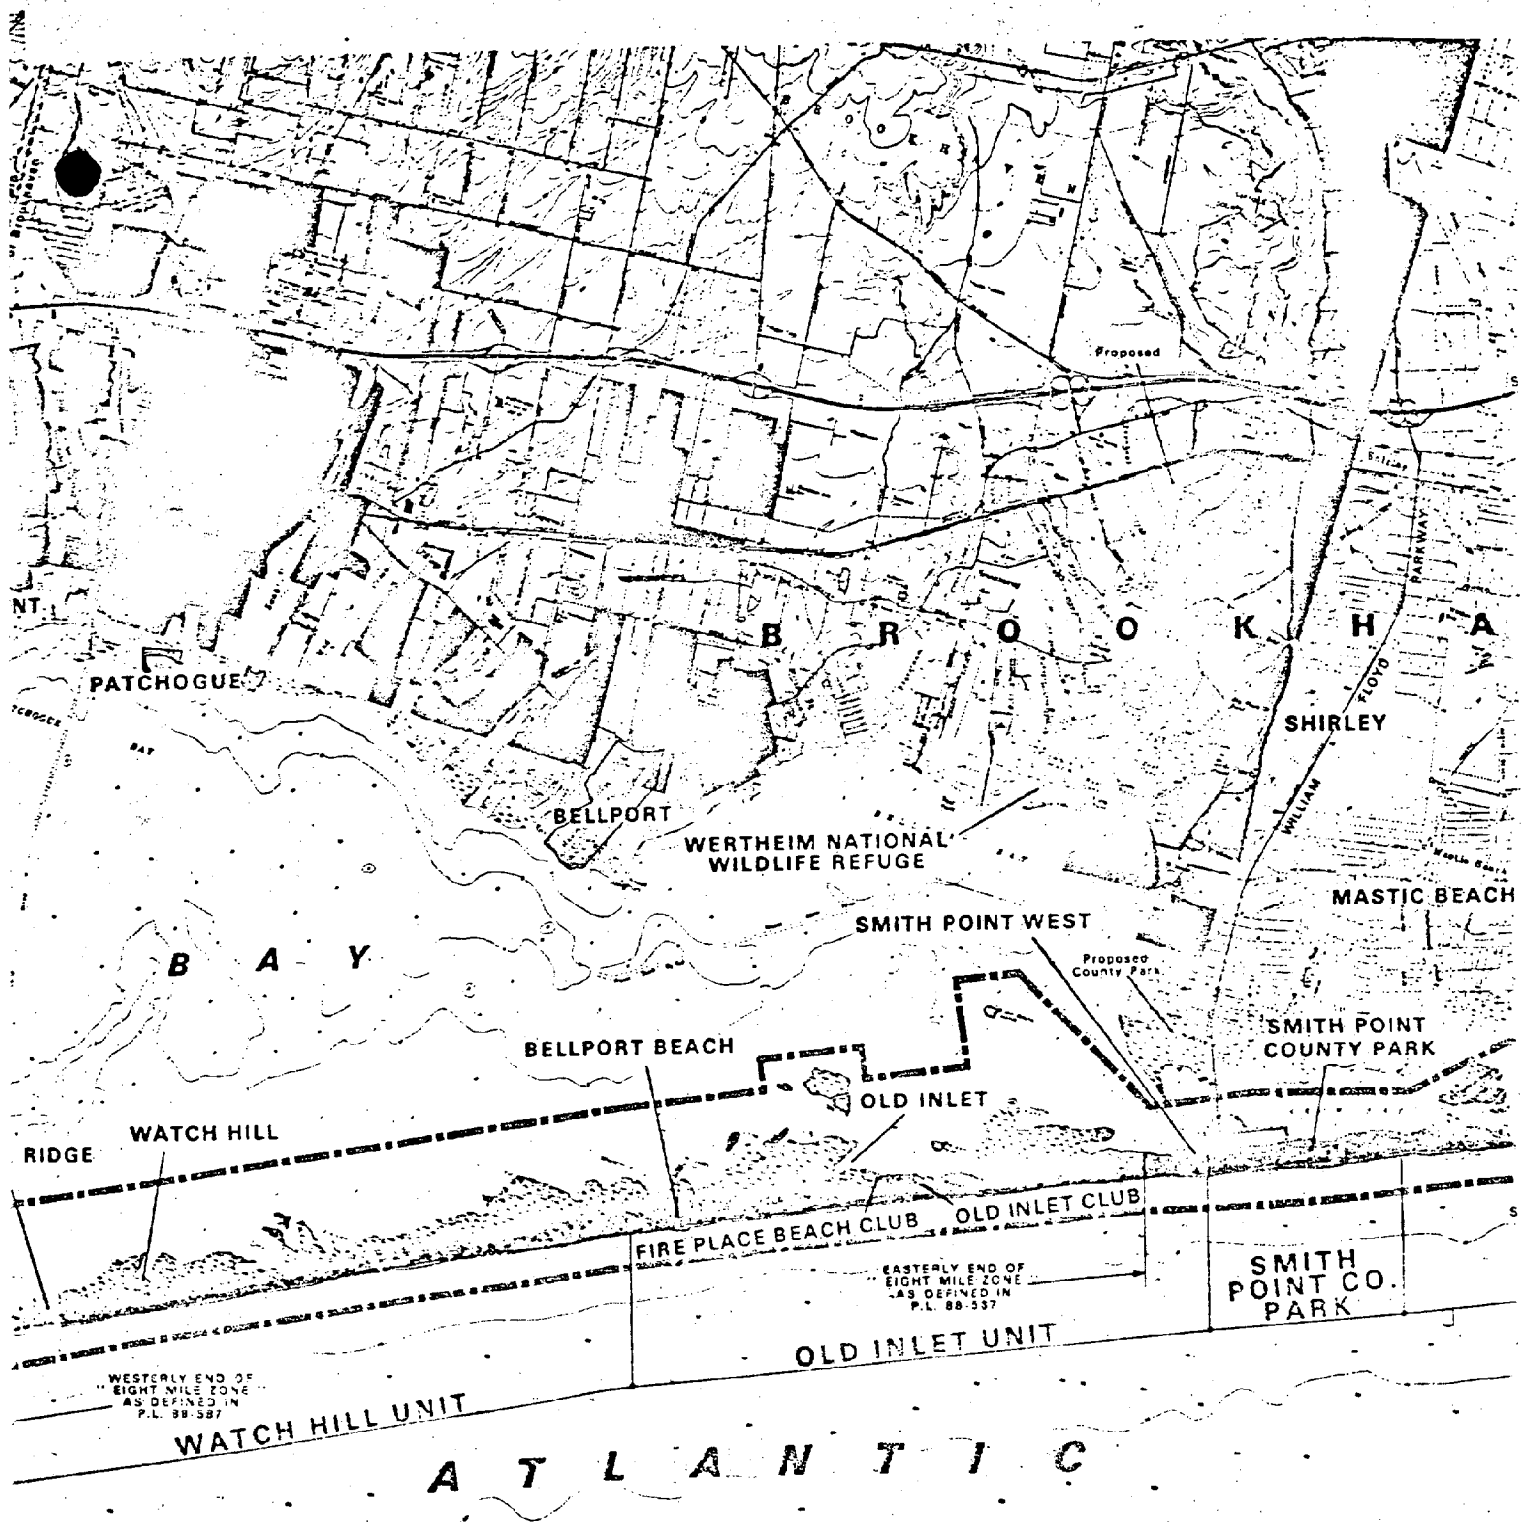 Proposed
PARKWAY
NT
B R O O K H A
PATCHOGUE
FLOYD
SHIRLEY
BAY
WILLIAM
BELLPORT
WERTHEIM NATIONAL
WILDLIFE REFUGE
MASTIC BEACH
SMITH POINT WEST
B A Y
Proposed
County Park
SMITH POINT
COUNTY PARK
BELLPORT BEACH
OLD INLET
WATCH HILL
RIDGE
FIRE PLACE BEACH CLUB
OLD INLET CLUB
EASTERLY END OF
"EIGHT MILE ZONE"
AS DEFINED IN
P.L. 88-587
SMITH
POINT CO.
PARK
OLD INLET UNIT
WESTERLY END OF
"EIGHT MILE ZONE"
AS DEFINED IN
P.L. 88-587
WATCH HILL UNIT
A T L A N T I C